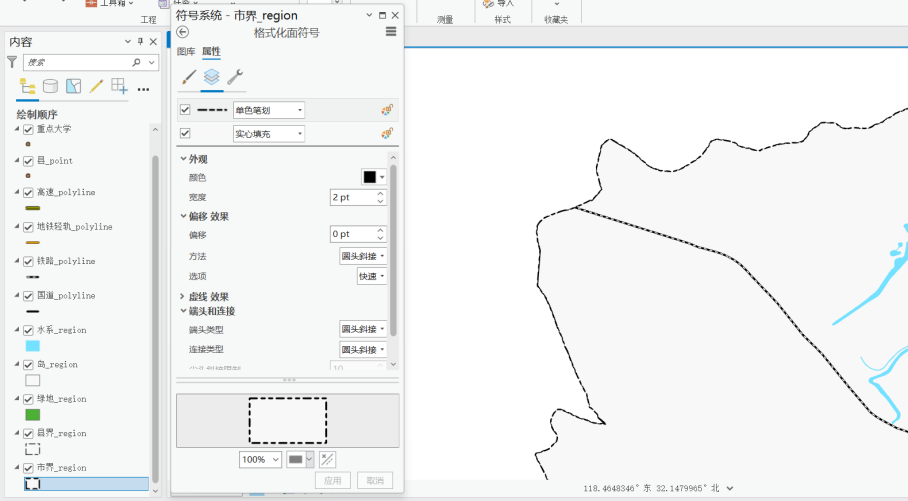 工具箱
任务
工程
测量
导入
样式
收藏夹
内容
搜索
绘制顺序
重点大学
县_point
高速_polyline
地铁轻轨_polyline
铁路_polyline
国道_polyline
水系_region
岛_region
绿地_region
县界_region
市界_region
符号系统 - 市界_region
格式化面符号
图库 属性
单色笔划
实心填充
外观
颜色
宽度 2 pt
偏移 效果
偏移 0 pt
方法 圆头斜接
选项 快速
虚线 效果
端头和连接
端头类型 圆头斜接
连接类型 圆头斜接
尖头斜接限制 10
100%
应用 取消
118.4648346°东 32.1479965°北